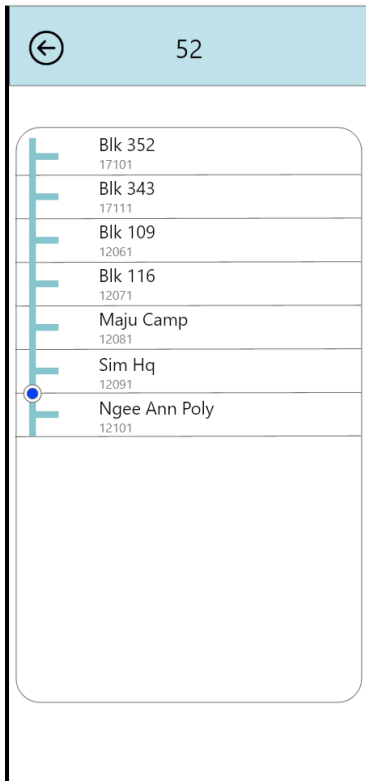 52
Blk 352
17101
Blk 343
17111
Blk 109
12061
Blk 116
12071
Maju Camp
12081
Sim Hq
12091
Ngee Ann Poly
12101